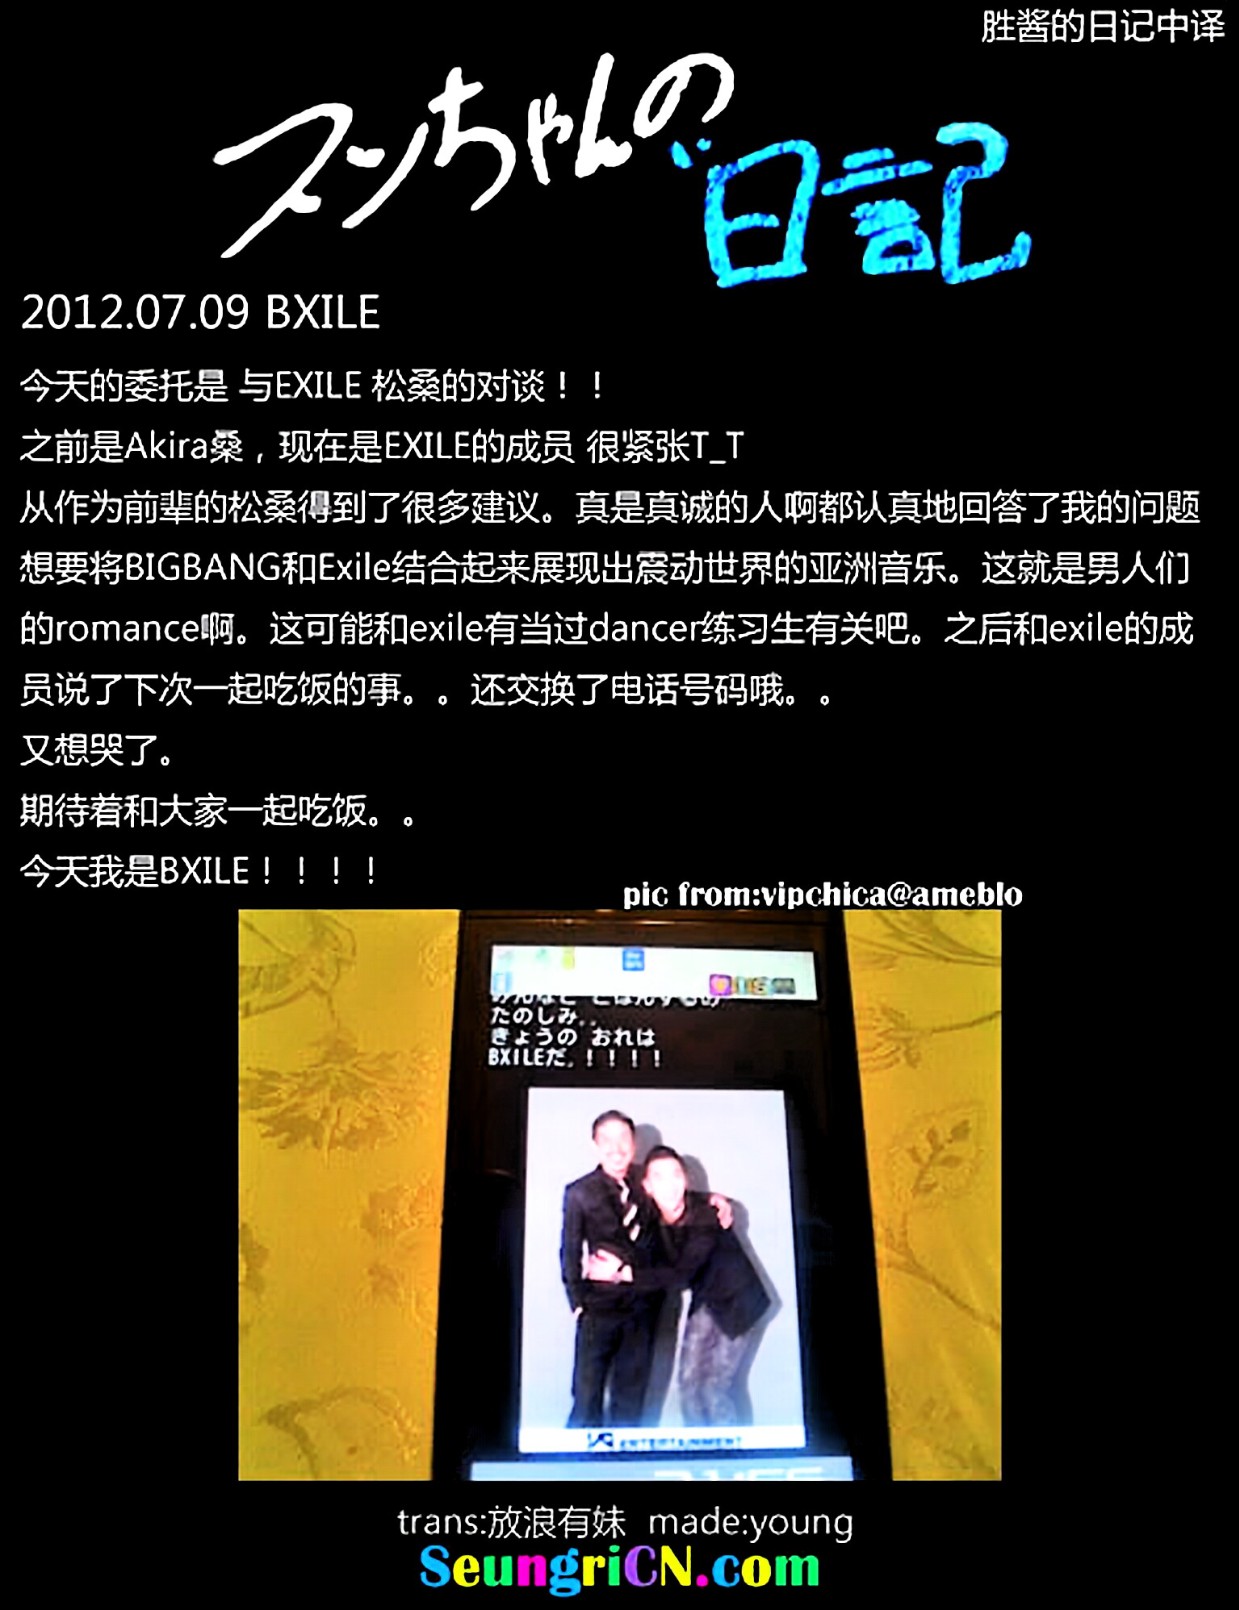 胜酱的日记中译
スンちゃんの
日記
2012.07.09 BXILE
今天的委托是 与EXILE 松桑的对谈！！
之前是Akira桑，现在是EXILE的成员 很紧张T_T
从作为前辈的松桑得到了很多建议。真是真诚的人啊都认真地回答了我的问题
想要将BIGBANG和Exile结合起来展现出震动世界的亚洲音乐。这就是男人们
的romance啊。这可能和exile有当过dancer练习生有关吧。之后和exile的成
员说了下次一起吃饭的事。。还交换了电话号码哦。。
又想哭了。
期待着和大家一起吃饭。。
今天我是BXILE！！！！
pic from:vipchica@ameblo
みんなと ごはんするの
たのしみ。。
きょうの おれは
BXILEだ。！！！！
YG ENTERTAINMENT
trans:放浪有妹 made:young
SeungriCN.com